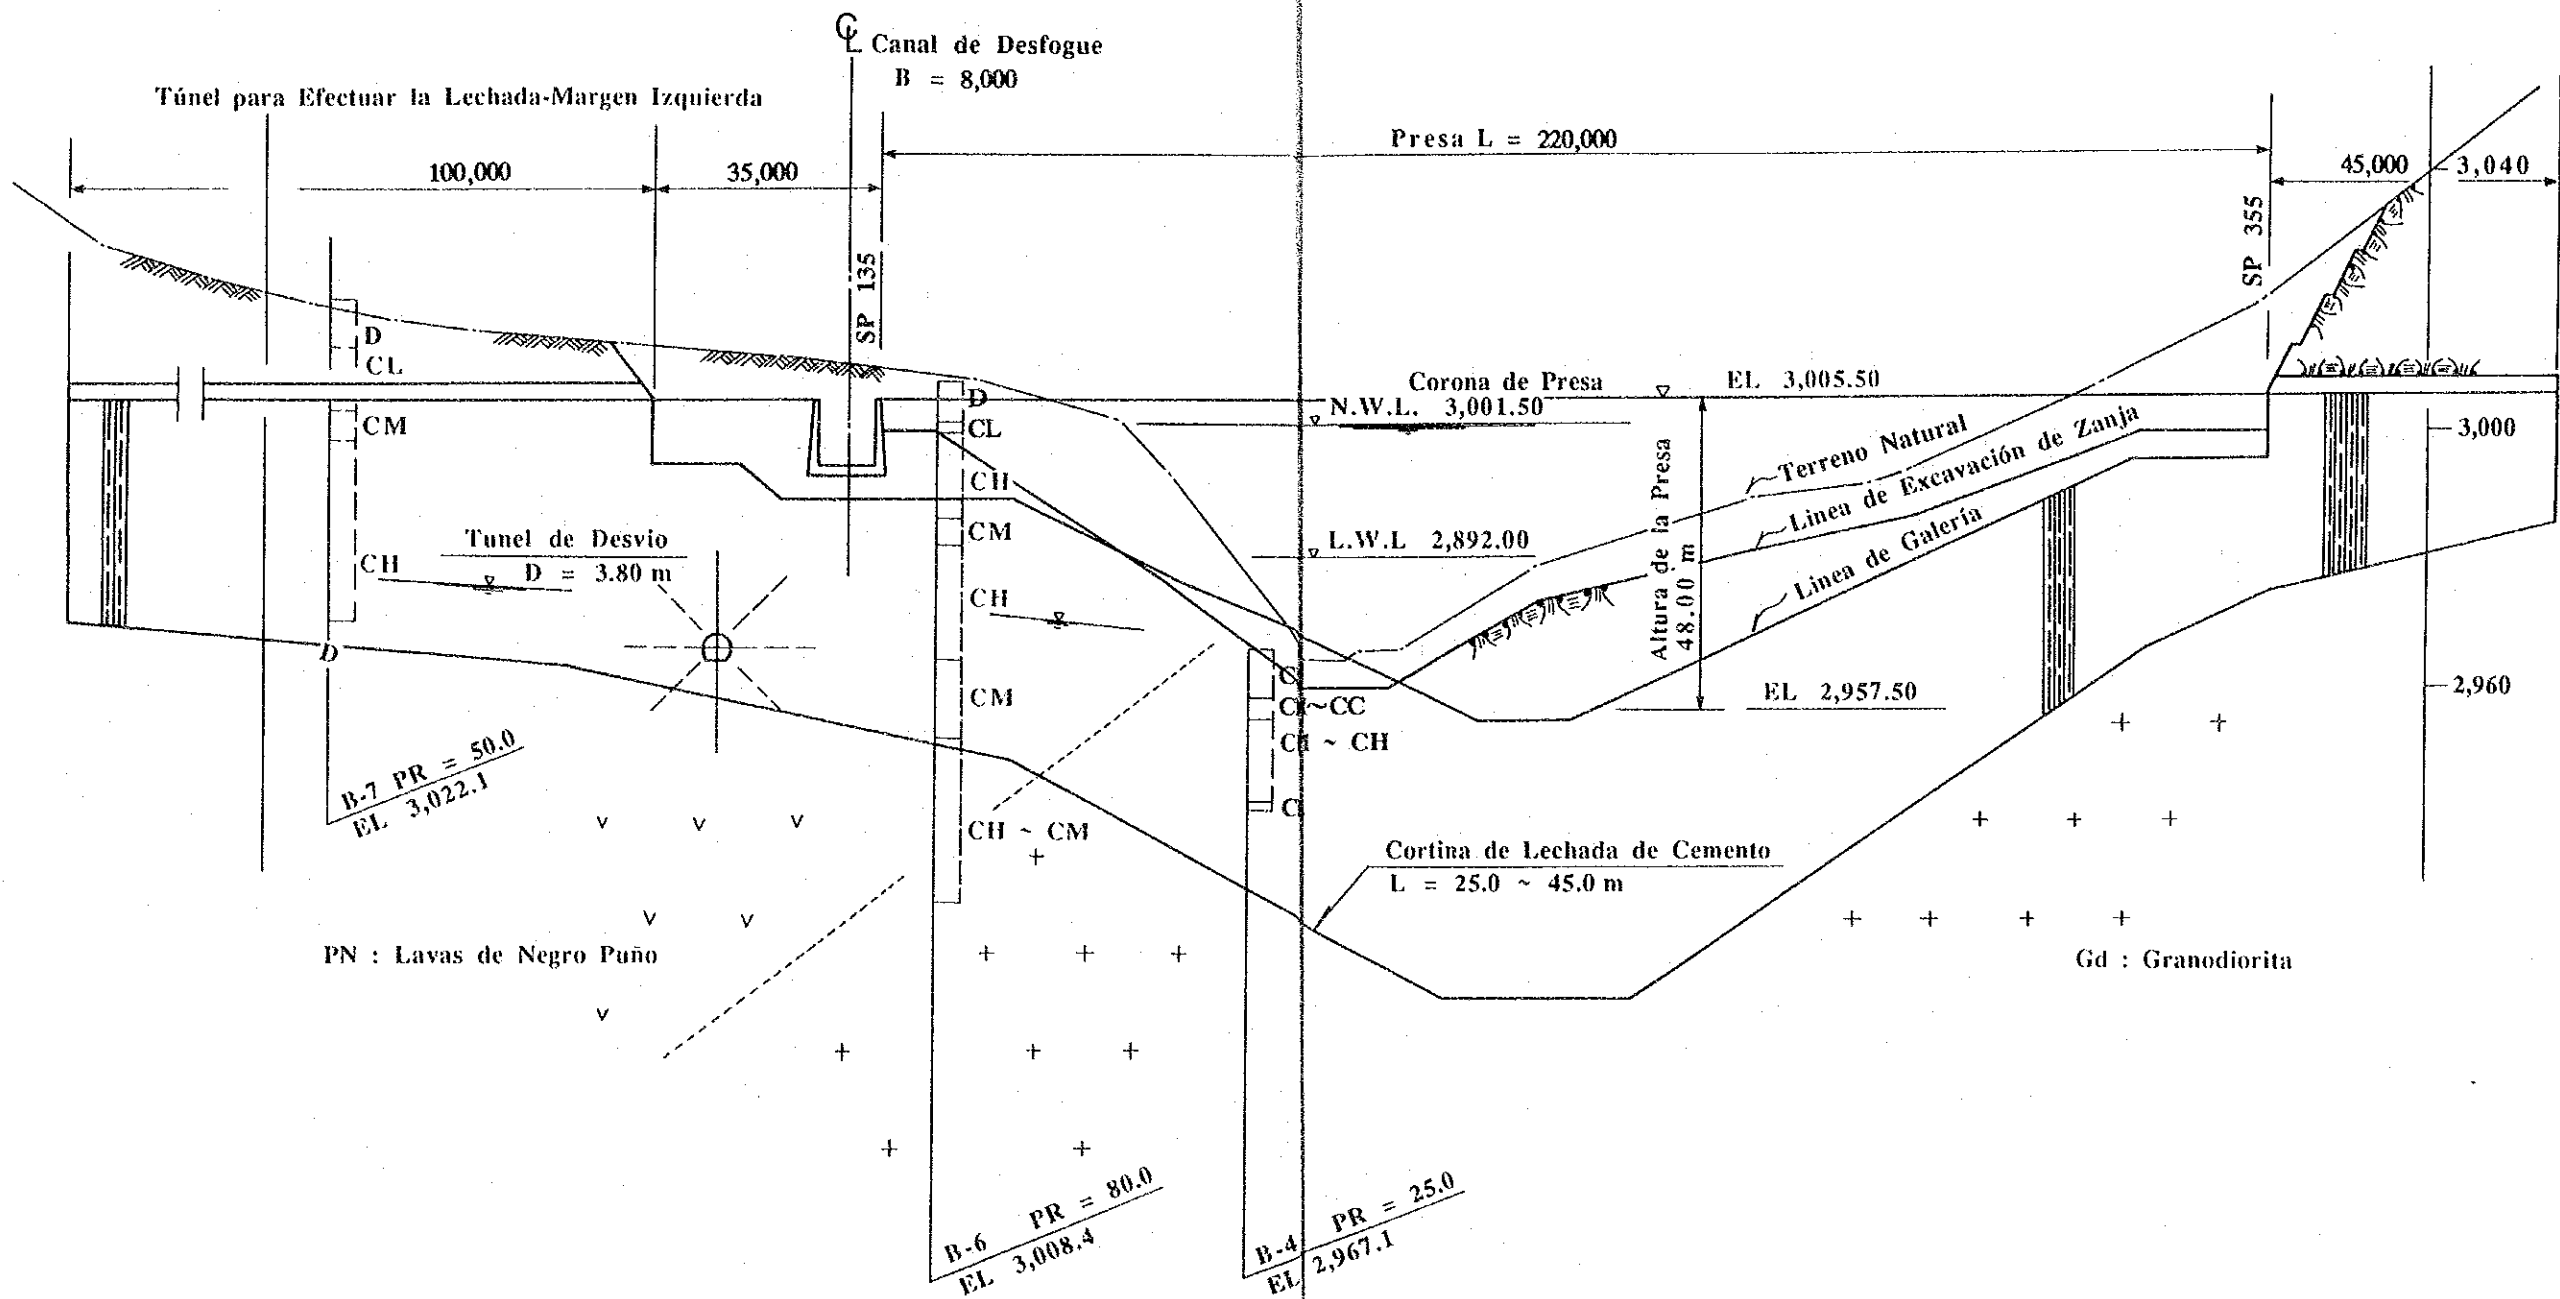 Canal de Desfogue
B = 8,000
Túnel para Efectuar la Lechada-Margen Izquierda
Presa L = 220,000
100,000
35,000
45,000
3,040
SP 135
SP 355
D
CL
CM
CH
D
D
CL
CH
CM
CH
CM
CH ~ CM
Corona de Presa
EL 3,005.50
N.W.L. 3,001.50
L.W.L 2,892.00
3,000
2,960
Terreno Natural
Linea de Excavación de Zanja
Linea de Galería
Altura de la Presa
48.00 m
EL 2,957.50
Tunel de Desvio
D = 3.80 m
~CC
~ CH
B-7 PR = 50.0
EL 3,022.1
Cortina de Lechada de Cemento
L = 25.0 ~ 45.0 m
PN : Lavas de Negro Puño
Gd : Granodiorita
B-6 PR = 80.0
EL 3,008.4
B-4 PR = 25.0
EL 2,967.1